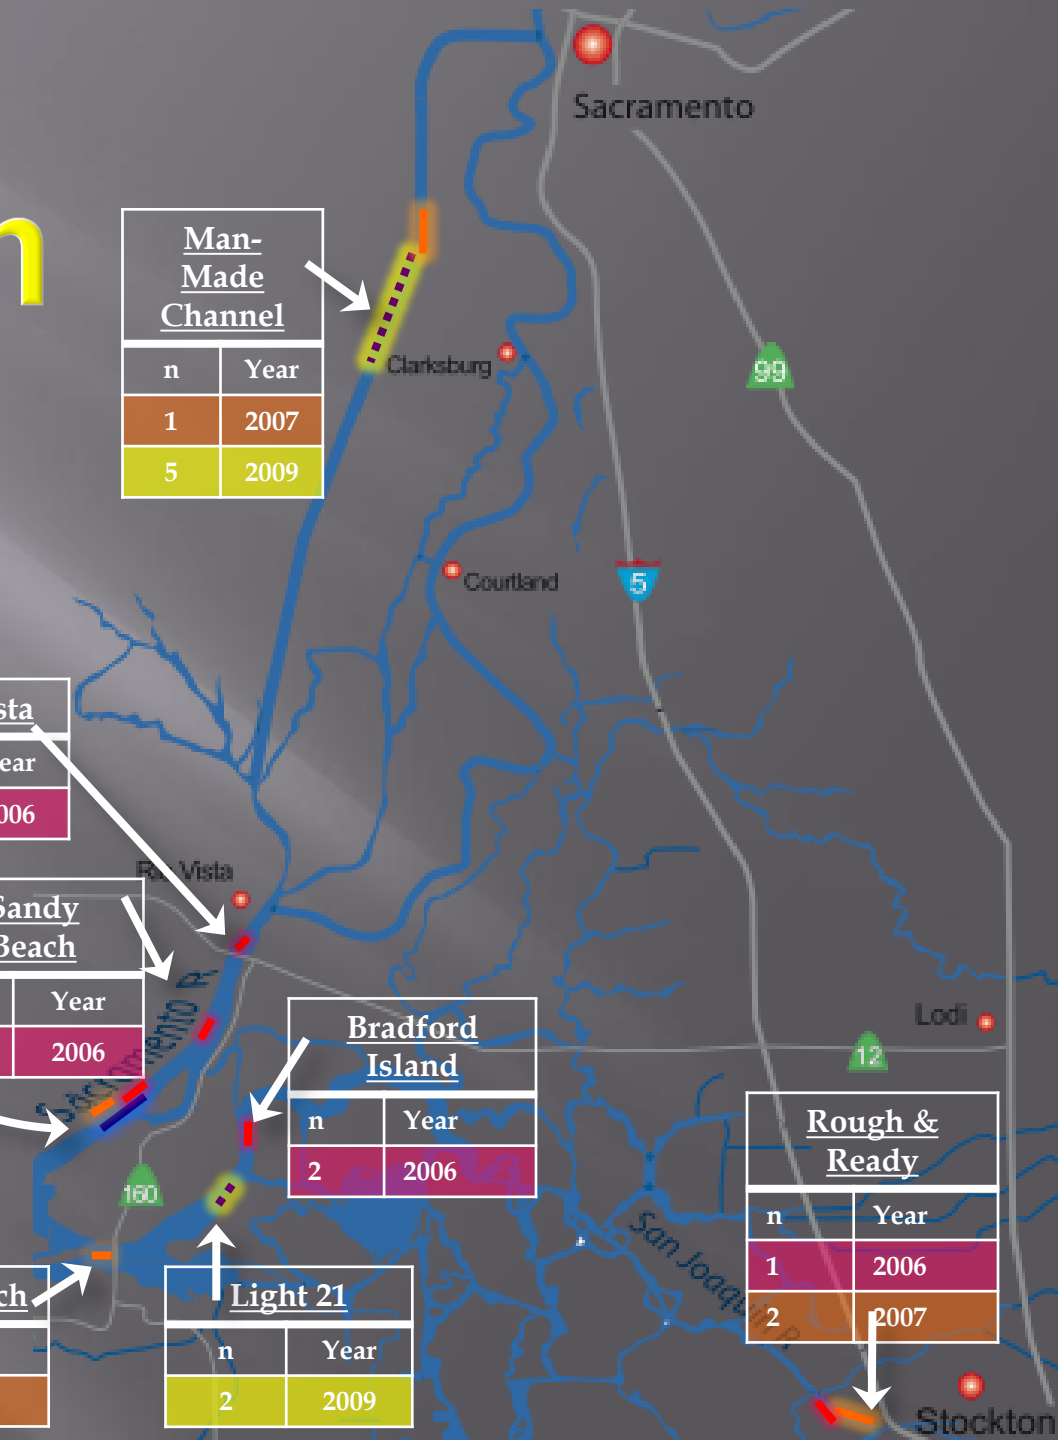 Sacramento
n
Man-
Made
Channel
n Year
1 2007
5 2009
Clarksburg
99
Courtland
5
sta
ear
006
Rio Vista
Sandy
Beach
Year
2006
Sacramento R
Lodi
12
Bradford
Island
n Year
2 2006
160
Rough &
Ready
n Year
1 2006
2 2007
San Joaquin R
ch
Light 21
n Year
2 2009
Stockton